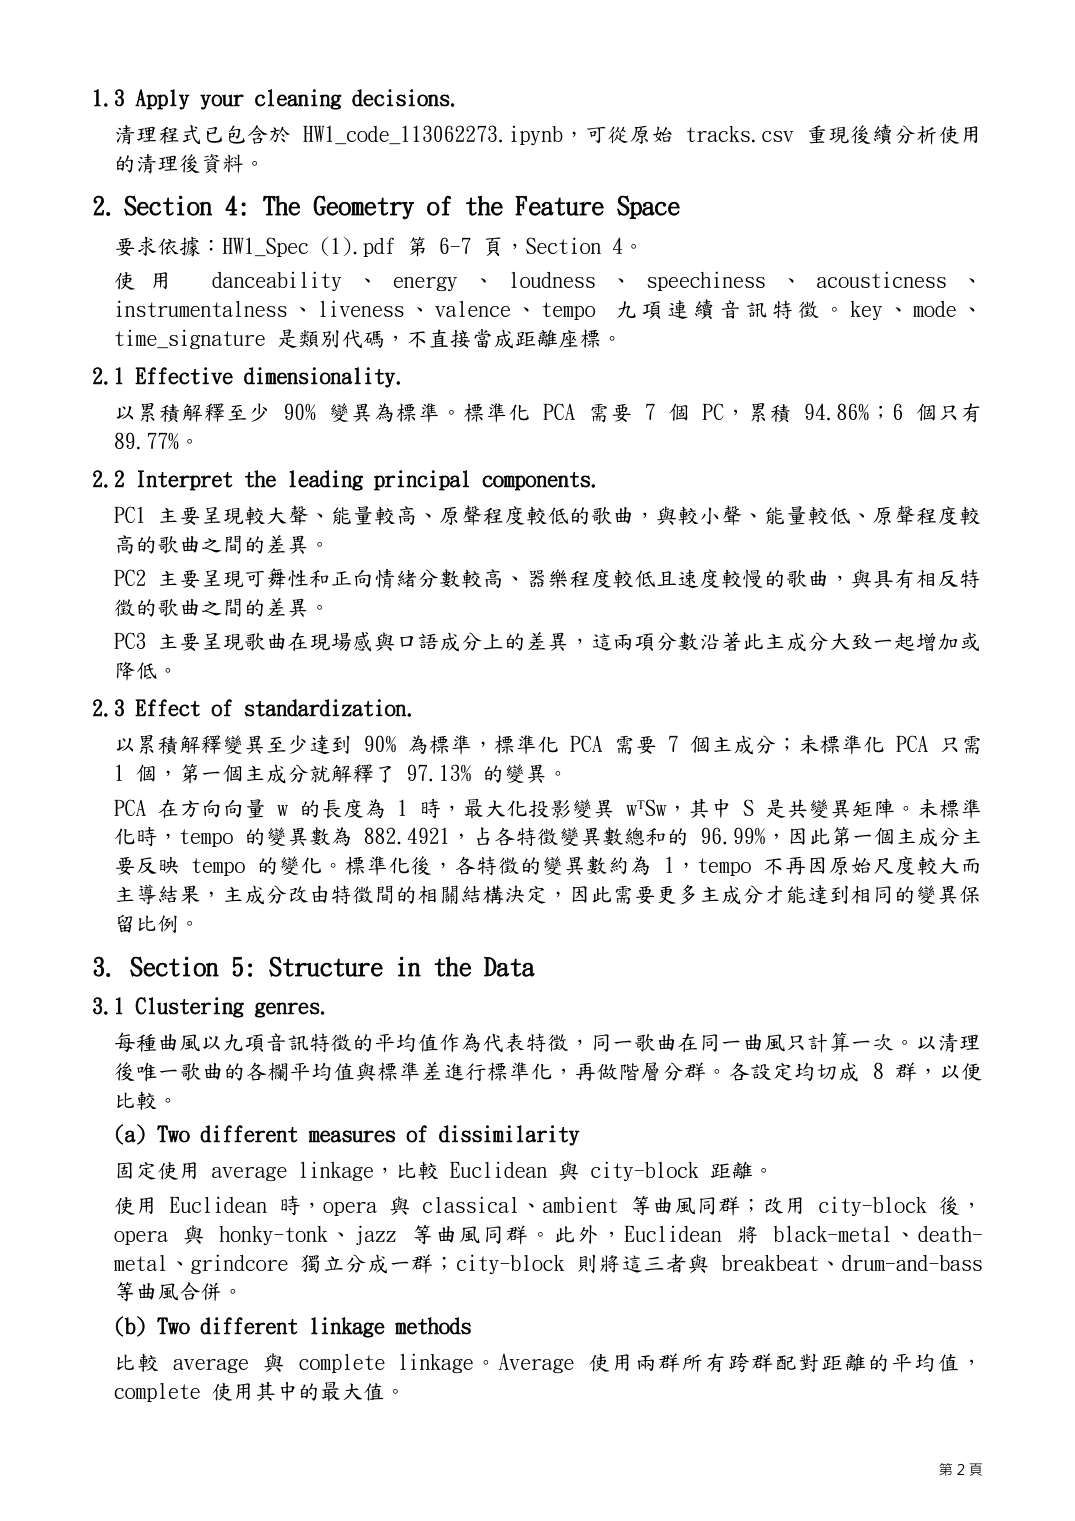 1.3 Apply your cleaning decisions.
清理程式已包含於 HW1_code_113062273.ipynb，可從原始 tracks.csv 重現後續分析使用
的清理後資料。
2. Section 4: The Geometry of the Feature Space
要求依據：HW1_Spec (1).pdf 第 6-7 頁，Section 4。
使用 danceability、energy、loudness、speechiness、acousticness、
instrumentalness、liveness、valence、tempo 九項連續音訊特徵。key、mode、
time_signature 是類別代碼，不直接當成距離座標。
2.1 Effective dimensionality.
以累積解釋至少 90% 變異為標準。標準化 PCA 需要 7 個 PC，累積 94.86%；6 個只有
89.77%。
2.2 Interpret the leading principal components.
PC1 主要呈現較大聲、能量較高、原聲程度較低的歌曲，與較小聲、能量較低、原聲程度較
高的歌曲之間的差異。
PC2 主要呈現可舞性和正向情緒分數較高、器樂程度較低且速度較慢的歌曲，與具有相反特
徵的歌曲之間的差異。
PC3 主要呈現歌曲在現場感與口語成分上的差異，這兩項分數沿著此主成分大致一起增加或
降低。
2.3 Effect of standardization.
以累積解釋變異至少達到 90% 為標準，標準化 PCA 需要 7 個主成分；未標準化 PCA 只需
1 個，第一個主成分就解釋了 97.13% 的變異。
PCA 在方向向量 w 的長度為 1 時，最大化投影變異 wᵀSw，其中 S 是共變異矩陣。未標準
化時，tempo 的變異數為 882.4921，占各特徵變異數總和的 96.99%，因此第一個主成分主
要反映 tempo 的變化。標準化後，各特徵的變異數約為 1，tempo 不再因原始尺度較大而
主導結果，主成分改由特徵間的相關結構決定，因此需要更多主成分才能達到相同的變異保
留比例。
3. Section 5: Structure in the Data
3.1 Clustering genres.
每種曲風以九項音訊特徵的平均值作為代表特徵，同一歌曲在同一曲風只計算一次。以清理
後唯一歌曲的各欄平均值與標準差進行標準化，再做階層分群。各設定均切成 8 群，以便
比較。
(a) Two different measures of dissimilarity
固定使用 average linkage，比較 Euclidean 與 city-block 距離。
使用 Euclidean 時，opera 與 classical、ambient 等曲風同群；改用 city-block 後，
opera 與 honky-tonk、jazz 等曲風同群。此外，Euclidean 將 black-metal、death-
metal、grindcore 獨立分成一群；city-block 則將這三者與 breakbeat、drum-and-bass
等曲風合併。
(b) Two different linkage methods
比較 average 與 complete linkage。Average 使用兩群所有跨群配對距離的平均值，
complete 使用其中的最大值。
第 2 頁